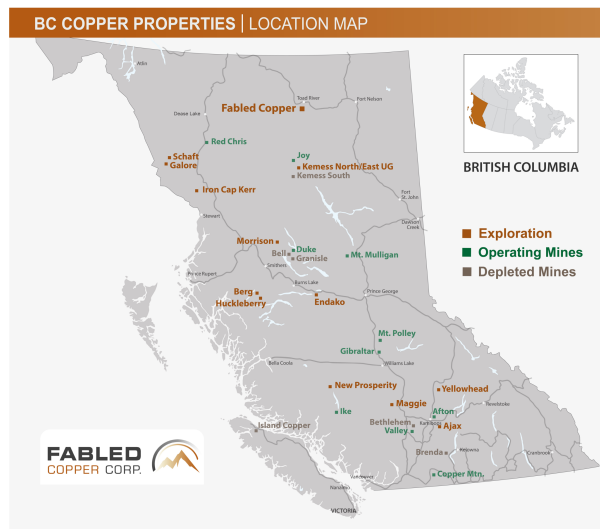 BC COPPER PROPERTIES | LOCATION MAP
Atlin
Toad River
Fort Nelson
Fabled Copper
Dease Lake
Red Chris
BRITISH COLUMBIA
Schaft
Galore
Joy
Kemess North/East UG
Kemess South
Iron Cap Kerr
Fort
St. John
Stewart
Dawson
Creek
Exploration
Operating Mines
Depleted Mines
Morrison
Duke
Bell
Granisle
Mt. Mulligan
Smithers
Prince Rupert
Burns Lake
Prince George
Berg
Huckleberry
Endako
Mt. Polley
Gibraltar
Bella Coola
Williams Lake
New Prosperity
Yellowhead
Maggie
Revelstoke
Ike
Afton
Island Copper
Bethlehem
Kamloops
Ajax
Valley
Brenda
Kelowna
Cranbrook
Copper Mtn.
Vancouver
Nanaimo
VICTORIA
FABLED
COPPER CORP.